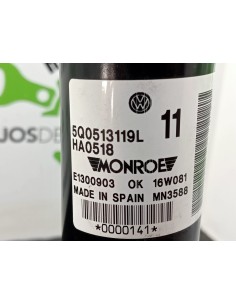 11
5Q0513119L
HA0518
MONROE
E1300903 OK 16W081
MADE IN SPAIN MN3588
*0000141*